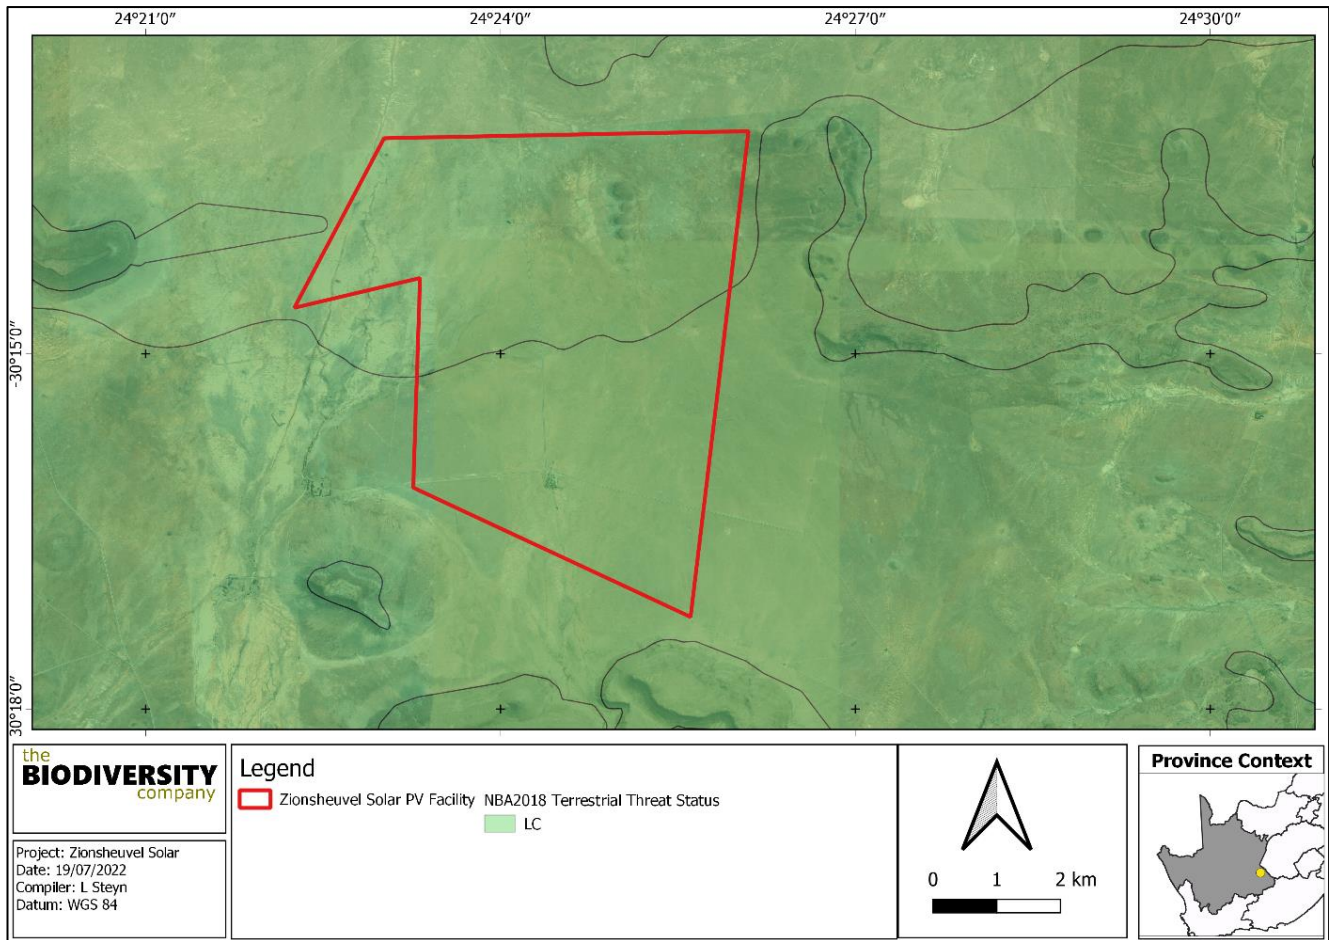 24°21′0″ 24°24′0″ 24°27′0″ 24°30′0″
-30°15′0″
30°18′0″
the
BIODIVERSITY
company
Project: Zionsheuvel Solar
Date: 19/07/2022
Compiler: L Steyn
Datum: WGS 84
Legend
Zionsheuvel Solar PV Facility NBA2018 Terrestrial Threat Status
LC
0 1 2 km
Province Context